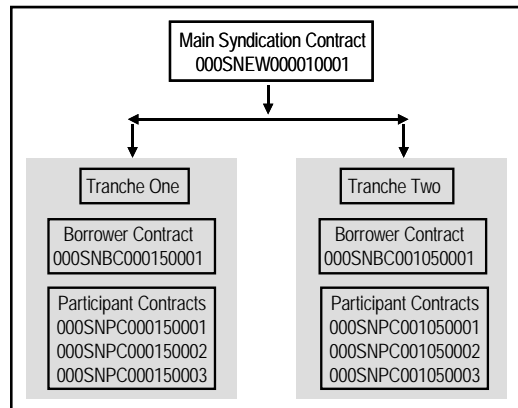 Main Syndication Contract
000SNEW000010001
Tranche One
Borrower Contract
000SNBC000150001
Participant Contracts
000SNPC000150001
000SNPC000150002
000SNPC000150003
Tranche Two
Borrower Contract
000SNBC001050001
Participant Contracts
000SNPC001050001
000SNPC001050002
000SNPC001050003